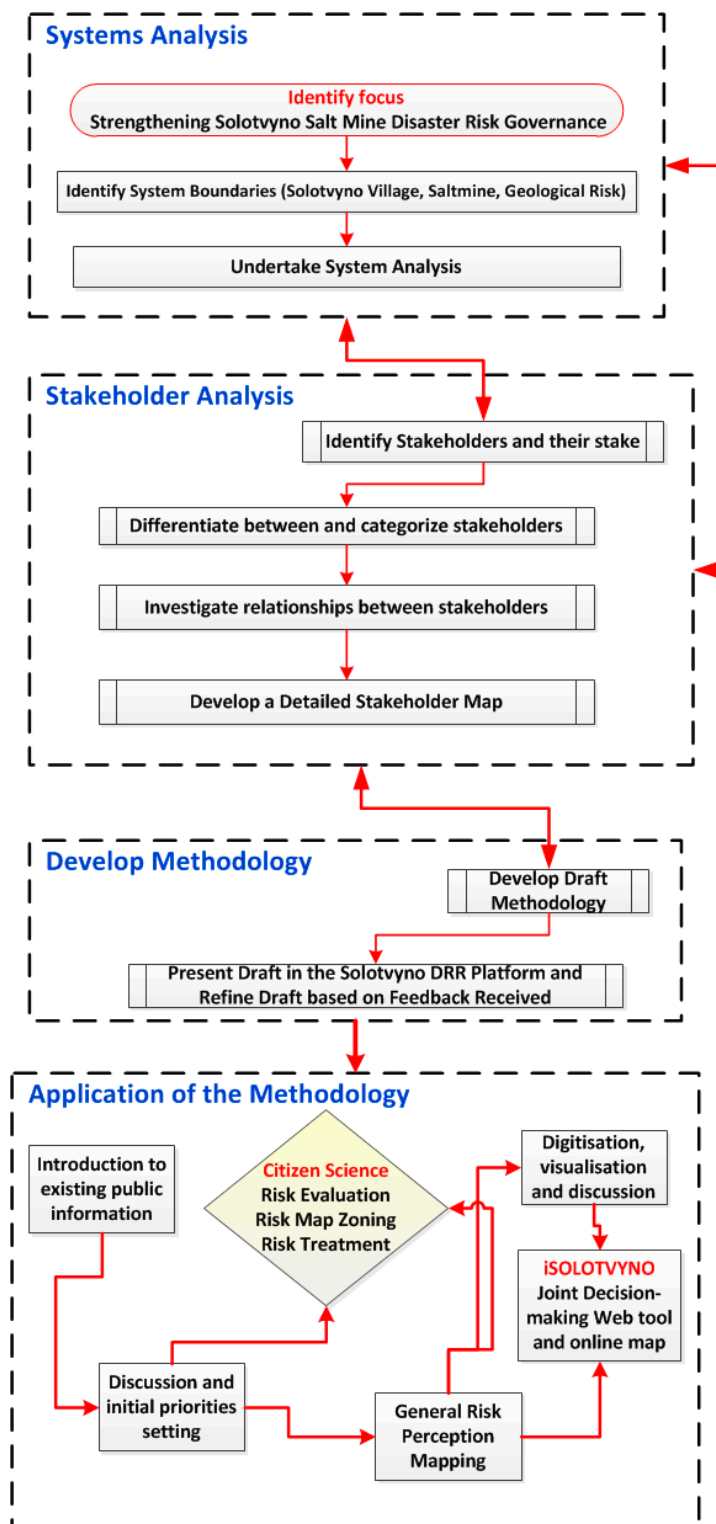 Systems Analysis
Identify focus
Strengthening Solotvyno Salt Mine Disaster Risk Governance
Identify System Boundaries (Solotvyno Village, Saltmine, Geological Risk)
Undertake System Analysis
Stakeholder Analysis
Identify Stakeholders and their stake
Differentiate between and categorize stakeholders
Investigate relationships between stakeholders
Develop a Detailed Stakeholder Map
Develop Methodology
Develop Draft
Methodology
Present Draft in the Solotvyno DRR Platform and
Refine Draft based on Feedback Received
Application of the Methodology
Introduction to
existing public
information
Citizen Science
Risk Evaluation
Risk Map Zoning
Risk Treatment
Digitisation,
visualisation
and discussion
iSOLOTVYNO
Joint Decision-
making Web tool
and online map
Discussion and
initial priorities
setting
General Risk
Perception
Mapping